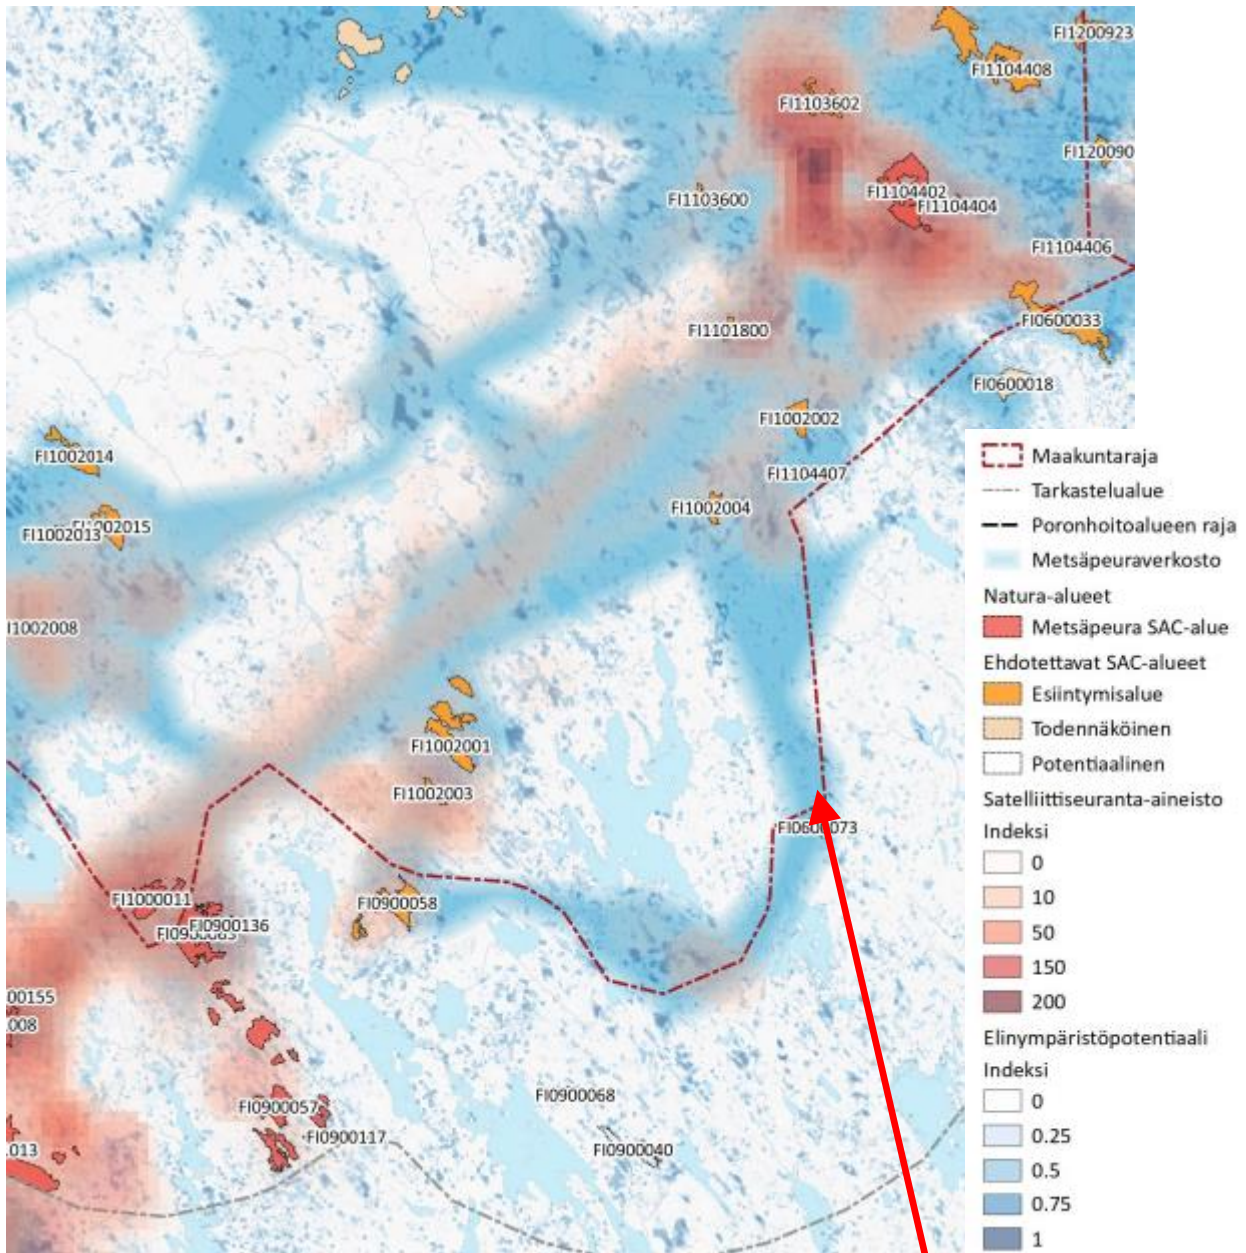 FI1200923
FI1104408
FI1103602
FI120090
FI1104402
FI1103600
FI1104404
FI1104406
FI0600033
FI1101800
FI0600018
FI1002002
FI1002014
FI1104407
FI1002004
FI1002015
FI1002013
I1002008
FI1002001
FI1002003
FI0600073
FI1000011
FI0900058
FI0900136
00155
008
FI0900068
FI0900057
FI0900117
FI0900040
013
Maakuntaraja
Tarkastelualue
Poronhoitoalueen raja
Metsäpeuraverkosto
Natura-alueet
Metsäpeura SAC-alue
Ehdotettavat SAC-alueet
Esiintymisalue
Todennäköinen
Potentiaalinen
Satelliittiseuranta-aineisto
Indeksi
0
10
50
150
200
Elinympäristöpotentiaali
Indeksi
0
0.25
0.5
0.75
1